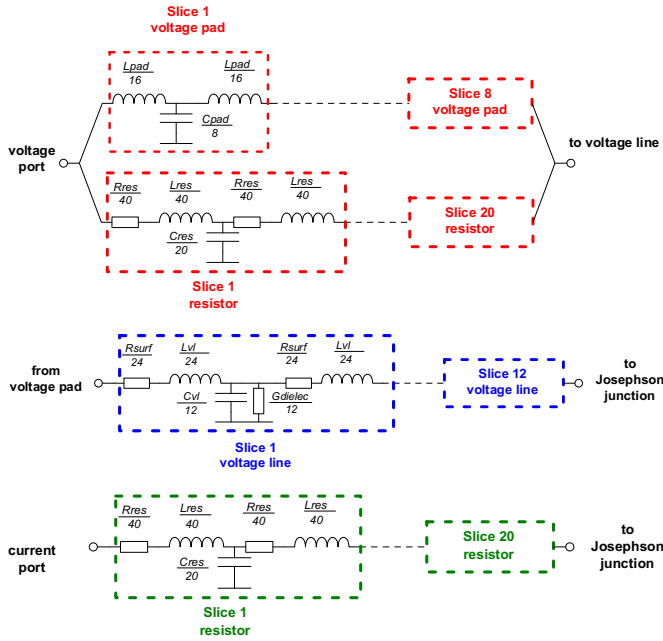 Slice 1
voltage pad
Lpad
16
Lpad
16
Cpad
8
Slice 8
voltage pad
voltage
port
to voltage line
Rres
40
Lres
40
Rres
40
Lres
40
Cres
20
Slice 20
resistor
Slice 1
resistor
from
voltage pad
Rsurf
24
Lvl
24
Rsurf
24
Lvl
24
Cvl
12
Gdielec
12
Slice 12
voltage line
to
Josephson
junction
Slice 1
voltage line
current
port
Rres
40
Lres
40
Rres
40
Lres
40
Cres
20
Slice 20
resistor
to
Josephson
junction
Slice 1
resistor